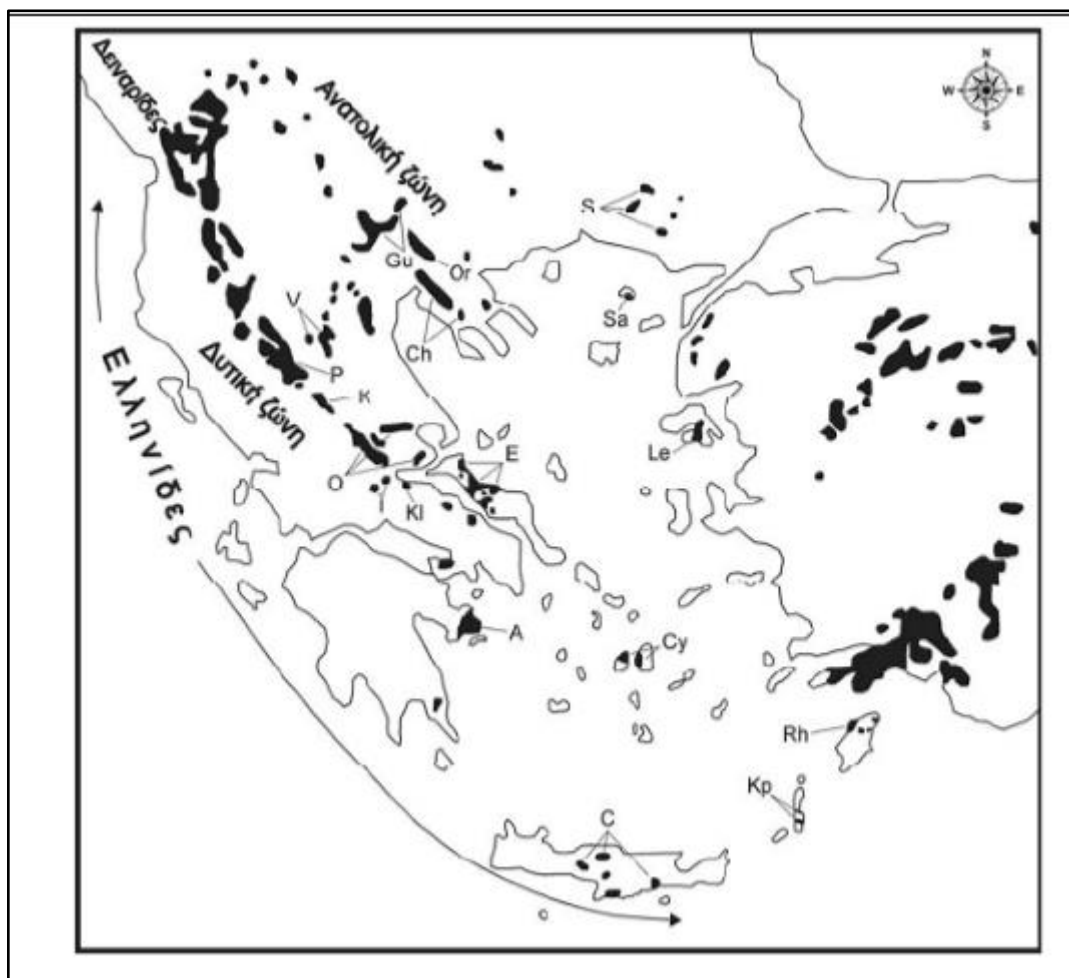 N
W E
S
Δειναρίδες
Ανατολική ζώνη
S
Gu
Or
V
Sa
Ch
P
Δυτική ζώνη
K
Ελληνίδες
Le
E
O
I
Kl
A
Cy
Rh
Kp
C